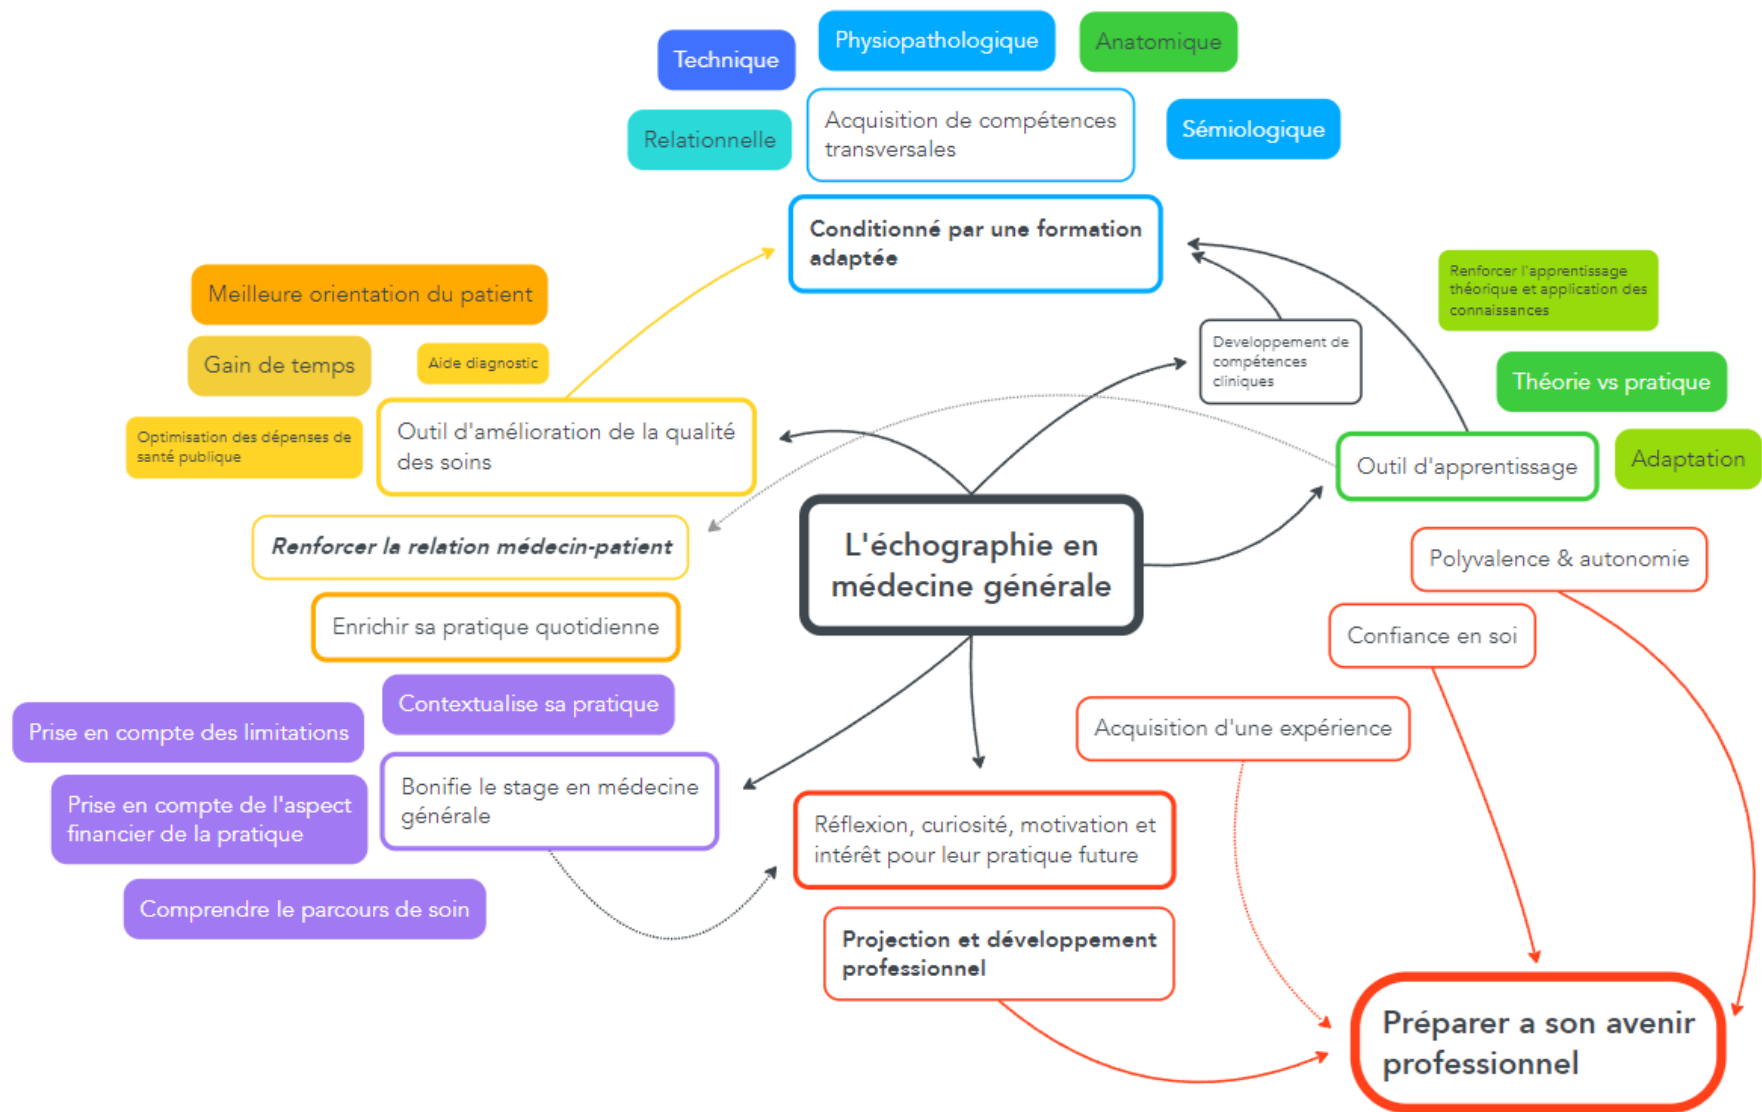 Technique
Physiopathologique
Anatomique
Relationnelle
Acquisition de compétences
transversales
Sémiologique
Conditionné par une formation
adaptée
Meilleure orientation du patient
Gain de temps
Aide diagnostic
Optimisation des dépenses de
santé publique
Outil d'amélioration de la qualité
des soins
Developpement de
compétences
cliniques
Renforcer l'apprentissage
théorique et application des
connaissances
Théorie vs pratique
Outil d'apprentissage
Adaptation
Renforcer la relation médecin-patient
L'échographie en
médecine générale
Polyvalence & autonomie
Enrichir sa pratique quotidienne
Confiance en soi
Contextualise sa pratique
Prise en compte des limitations
Acquisition d'une expérience
Bonifie le stage en médecine
générale
Prise en compte de l'aspect
financier de la pratique
Réflexion, curiosité, motivation et
intérêt pour leur pratique future
Comprendre le parcours de soin
Projection et développement
professionnel
Préparer a son avenir
professionnel